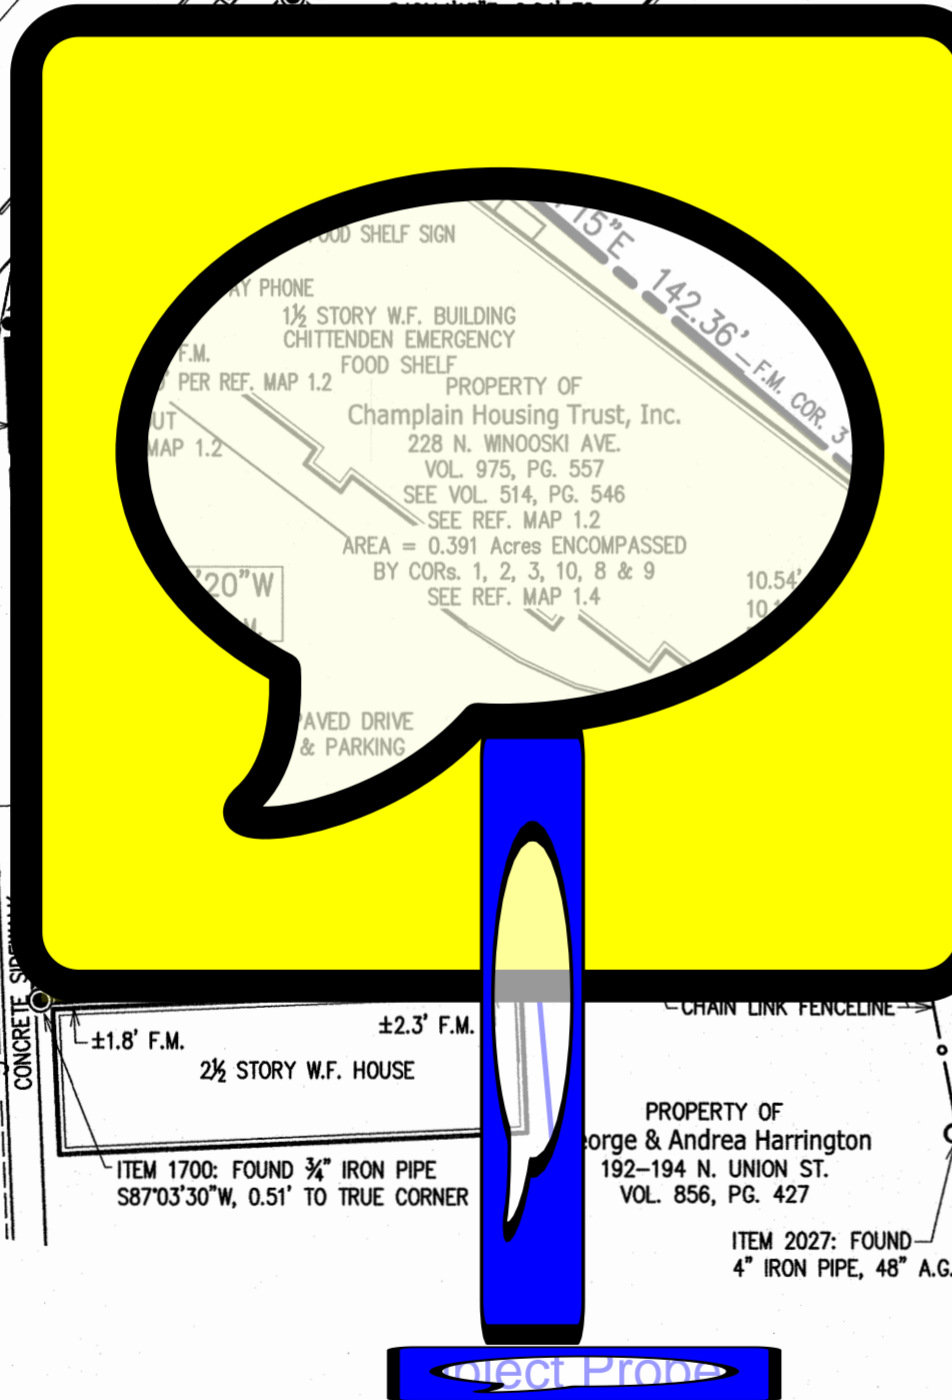 FOOD SHELF SIGN
15"E
142.36'
F.M. COR. 3
PHONE
1½ STORY W.F. BUILDING
CHITTENDEN EMERGENCY
FOOD SHELF
F.M.
PER REF. MAP 1.2
PROPERTY OF
Champlain Housing Trust, Inc.
228 N. WINOOSKI AVE.
VOL. 975, PG. 557
SEE VOL. 514, PG. 546
SEE REF. MAP 1.2
AREA = 0.391 Acres ENCOMPASSED
BY CORs. 1, 2, 3, 10, 8 & 9
SEE REF. MAP 1.4
UT
MAP 1.2
'20"W
10.54'
PAVED DRIVE
& PARKING
CONCRETE
CHAIN LINK FENCELINE
±1.8' F.M.
±2.3' F.M.
2½ STORY W.F. HOUSE
PROPERTY OF
eorge & Andrea Harrington
192–194 N. UNION ST.
VOL. 856, PG. 427
ITEM 1700: FOUND ¾" IRON PIPE
S87°03'30"W, 0.51' TO TRUE CORNER
ITEM 2027: FOUND
4" IRON PIPE, 48" A.G.